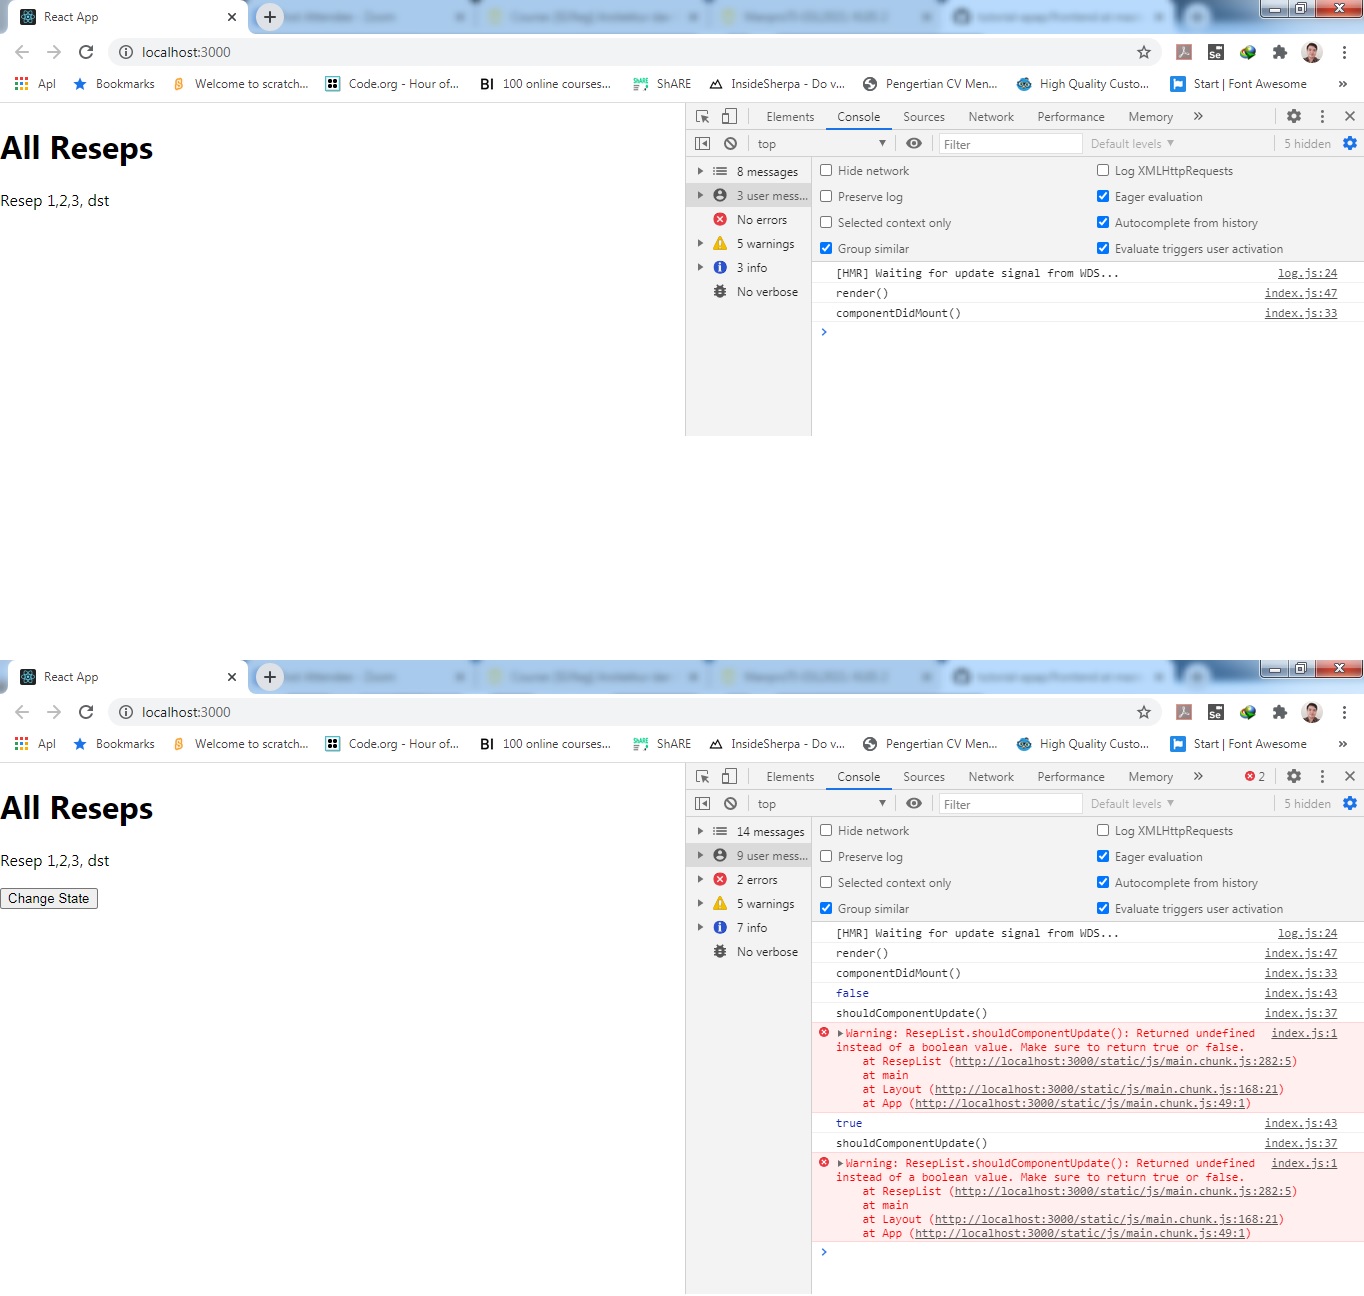 React App
localhost:3000
Apl Bookmarks Welcome to scratch... Code.org - Hour of... BI 100 online courses... ShARE InsideSherpa - Do v... Pengertian CV Men... High Quality Custo... Start | Font Awesome »
Elements Console Sources Network Performance Memory »
top Filter Default levels 5 hidden
All Reseps
Resep 1,2,3, dst
8 messages
3 user mess...
No errors
5 warnings
3 info
No verbose
Hide network Log XMLHttpRequests
Preserve log Eager evaluation
Selected context only Autocomplete from history
Group similar Evaluate triggers user activation
[HMR] Waiting for update signal from WDS... log.js:24
render() index.js:47
componentDidMount() index.js:33
>
React App
localhost:3000
Apl Bookmarks Welcome to scratch... Code.org - Hour of... BI 100 online courses... ShARE InsideSherpa - Do v... Pengertian CV Men... High Quality Custo... Start | Font Awesome »
Elements Console Sources Network Performance Memory » 2
top Filter Default levels 5 hidden
All Reseps
Resep 1,2,3, dst
Change State
14 messages
9 user mess...
2 errors
5 warnings
7 info
No verbose
Hide network Log XMLHttpRequests
Preserve log Eager evaluation
Selected context only Autocomplete from history
Group similar Evaluate triggers user activation
[HMR] Waiting for update signal from WDS... log.js:24
render() index.js:47
componentDidMount() index.js:33
false index.js:43
shouldComponentUpdate() index.js:37
Warning: ResepList.shouldComponentUpdate(): Returned undefined index.js:1
instead of a boolean value. Make sure to return true or false.
at ResepList (http://localhost:3000/static/js/main.chunk.js:282:5)
at main
at Layout (http://localhost:3000/static/js/main.chunk.js:168:21)
at App (http://localhost:3000/static/js/main.chunk.js:49:1)
true index.js:43
shouldComponentUpdate() index.js:37
Warning: ResepList.shouldComponentUpdate(): Returned undefined index.js:1
instead of a boolean value. Make sure to return true or false.
at ResepList (http://localhost:3000/static/js/main.chunk.js:282:5)
at main
at Layout (http://localhost:3000/static/js/main.chunk.js:168:21)
at App (http://localhost:3000/static/js/main.chunk.js:49:1)
>